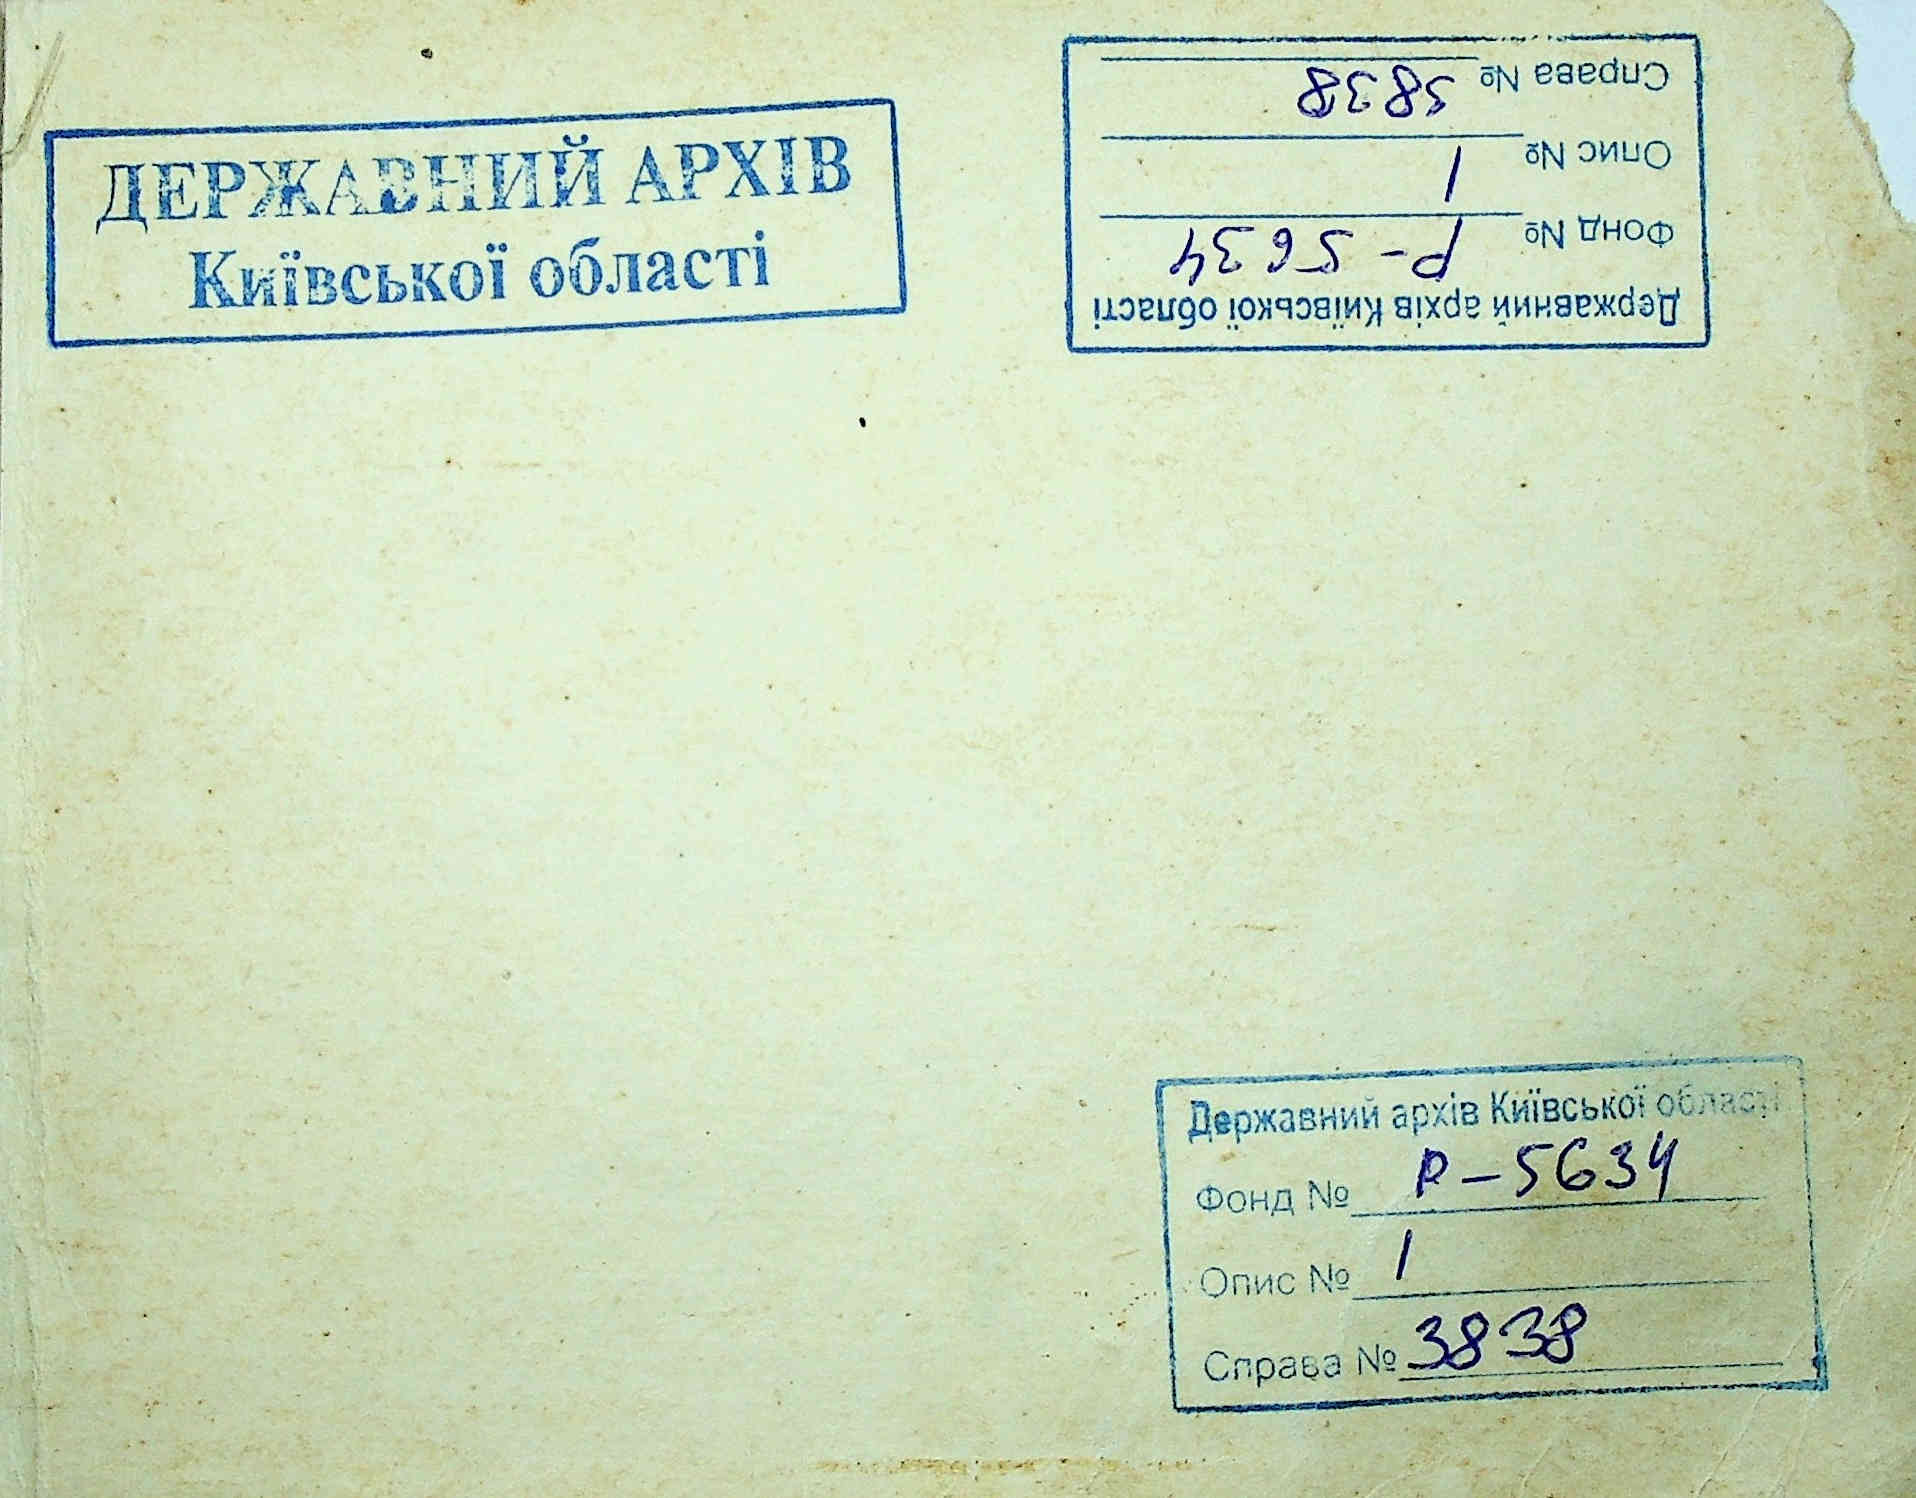 ДЕРЖАВНИЙ АРХІВ
Київської області
Державний архів Київської області
Фонд № Р-5634
Опис № 1
Справа № 3838
Державний архів Київської області
Фонд № Р-5634
Опис № 1
Справа № 3838